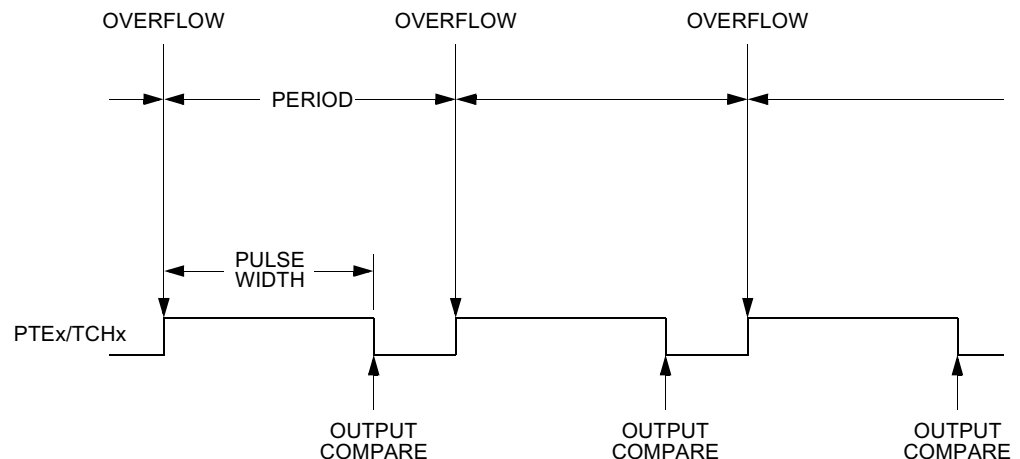 OVERFLOW OVERFLOW OVERFLOW
PERIOD
PULSE
WIDTH
PTEx/TCHx
OUTPUT
COMPARE
OUTPUT
COMPARE
OUTPUT
COMPARE